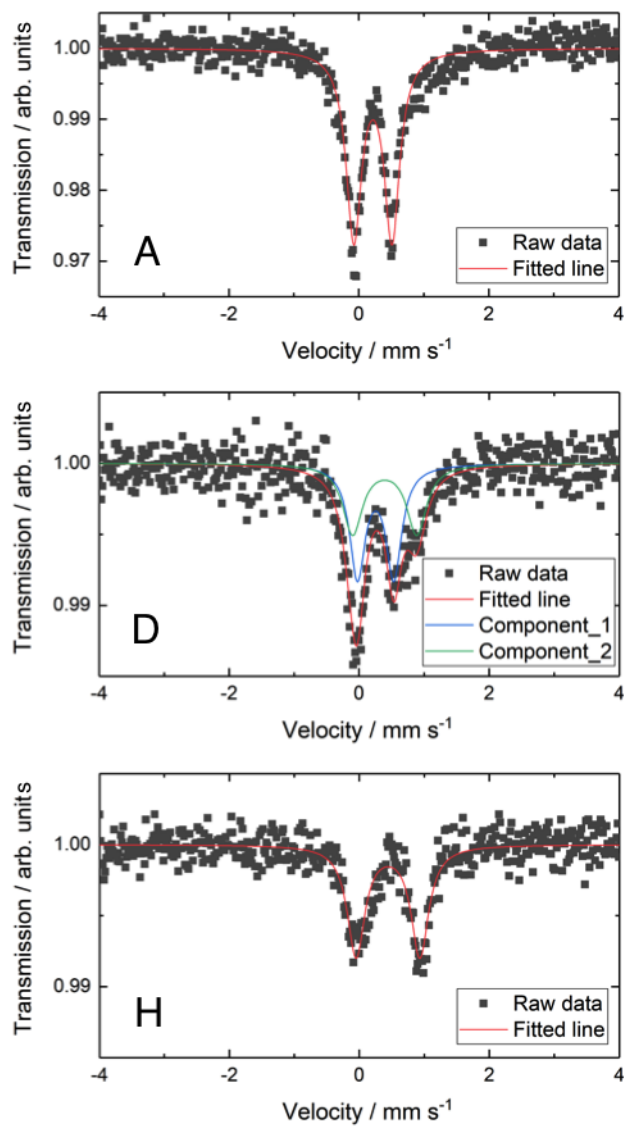 1.00
0.99
0.98
0.97
Transmission / arb. units
A
Raw data
Fitted line
-4 -2 0 2 4
Velocity / mm s⁻¹
1.00
0.99
Transmission / arb. units
D
Raw data
Fitted line
Component_1
Component_2
-4 -2 0 2 4
Velocity / mm s⁻¹
1.00
0.99
Transmission / arb. units
H
Raw data
Fitted line
-4 -2 0 2 4
Velocity / mm s⁻¹